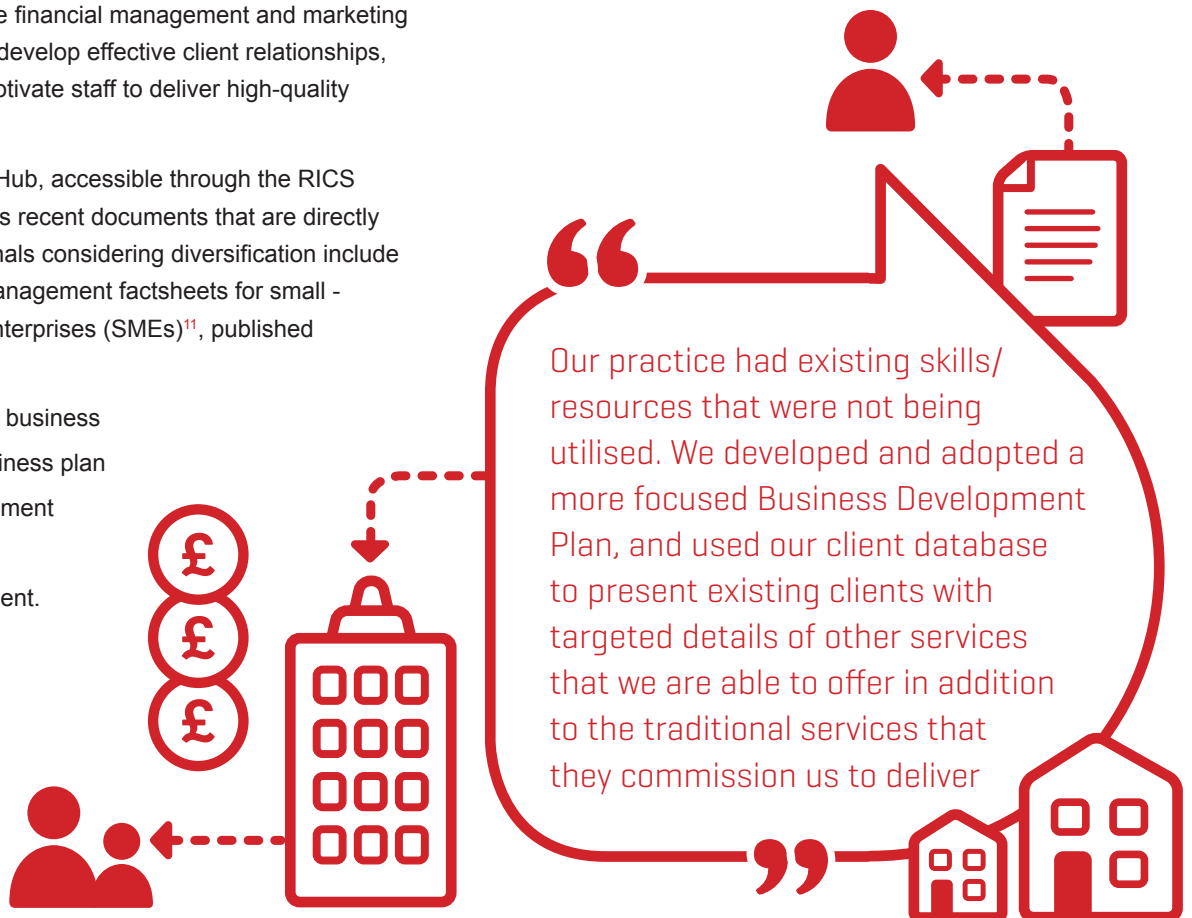 e financial management and marketing
develop effective client relationships,
otivate staff to deliver high-quality
Hub, accessible through the RICS
s recent documents that are directly
nals considering diversification include
anagement factsheets for small -
nterprises (SMEs)11, published
business
iness plan
ment
ent.
£
£
£
“
Our practice had existing skills/
resources that were not being
utilised. We developed and adopted a
more focused Business Development
Plan, and used our client database
to present existing clients with
targeted details of other services
that we are able to offer in addition
to the traditional services that
they commission us to deliver
”